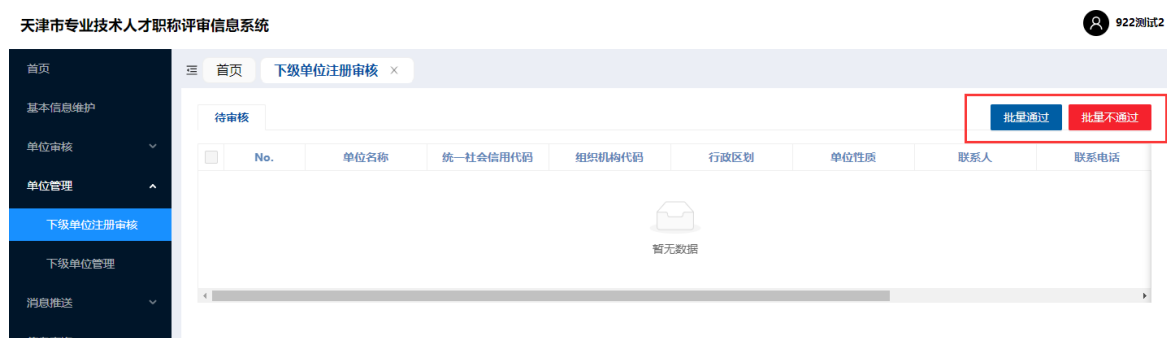 天津市专业技术人才职称评审信息系统
922测试2
首页
基本信息维护
单位审核
单位管理
下级单位注册审核
下级单位管理
消息推送
首页 下级单位注册审核 ×
待审核
批量通过 批量不通过
No. 单位名称 统一社会信用代码 组织机构代码 行政区划 单位性质 联系人 联系电话
暂无数据